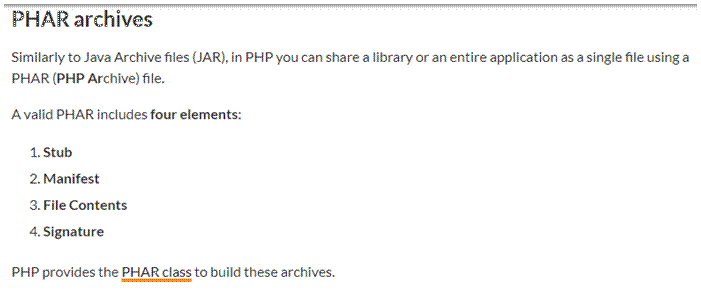 PHAR archives
Similarly to Java Archive files (JAR), in PHP you can share a library or an entire application as a single file using a
PHAR (PHP Archive) file.
A valid PHAR includes four elements:
1. Stub
2. Manifest
3. File Contents
4. Signature
PHP provides the PHAR class to build these archives.